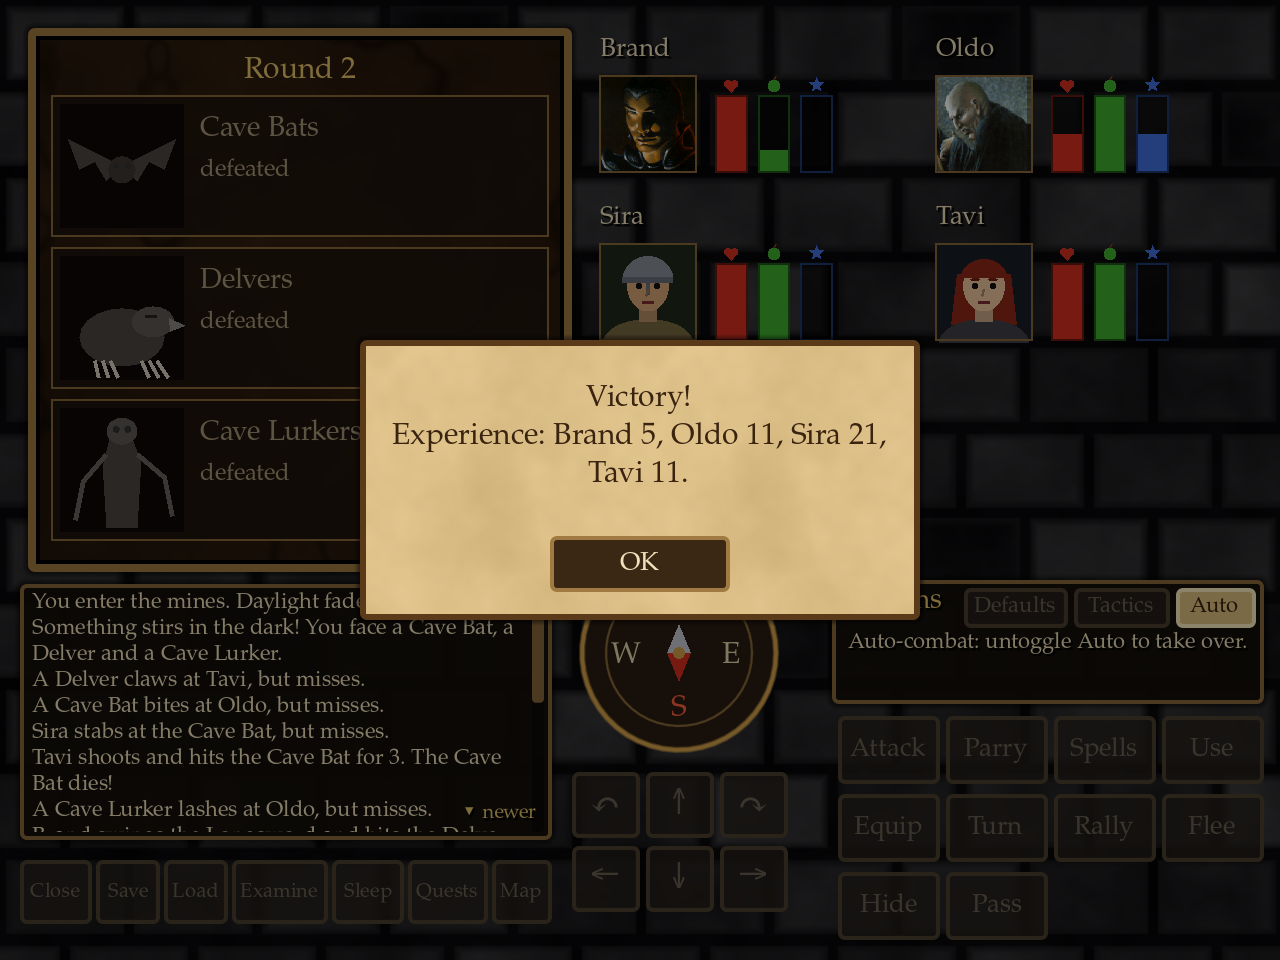 Round 2
Cave Bats
defeated
Delvers
defeated
Cave Lurkers
defeated
Brand
Oldo
Sira
Tavi
Victory!
Experience: Brand 5, Oldo 11, Sira 21,
Tavi 11.
OK
You enter the mines. Daylight fade
Something stirs in the dark! You face a Cave Bat, a
Delver and a Cave Lurker.
A Delver claws at Tavi, but misses.
A Cave Bat bites at Oldo, but misses.
Sira stabs at the Cave Bat, but misses.
Tavi shoots and hits the Cave Bat for 3. The Cave
Bat dies!
A Cave Lurker lashes at Oldo, but misses.
▼ newer
W
E
S
Defaults
Tactics
Auto
Auto-combat: untoggle Auto to take over.
Attack
Parry
Spells
Use
Equip
Turn
Rally
Flee
Hide
Pass
Close
Save
Load
Examine
Sleep
Quests
Map